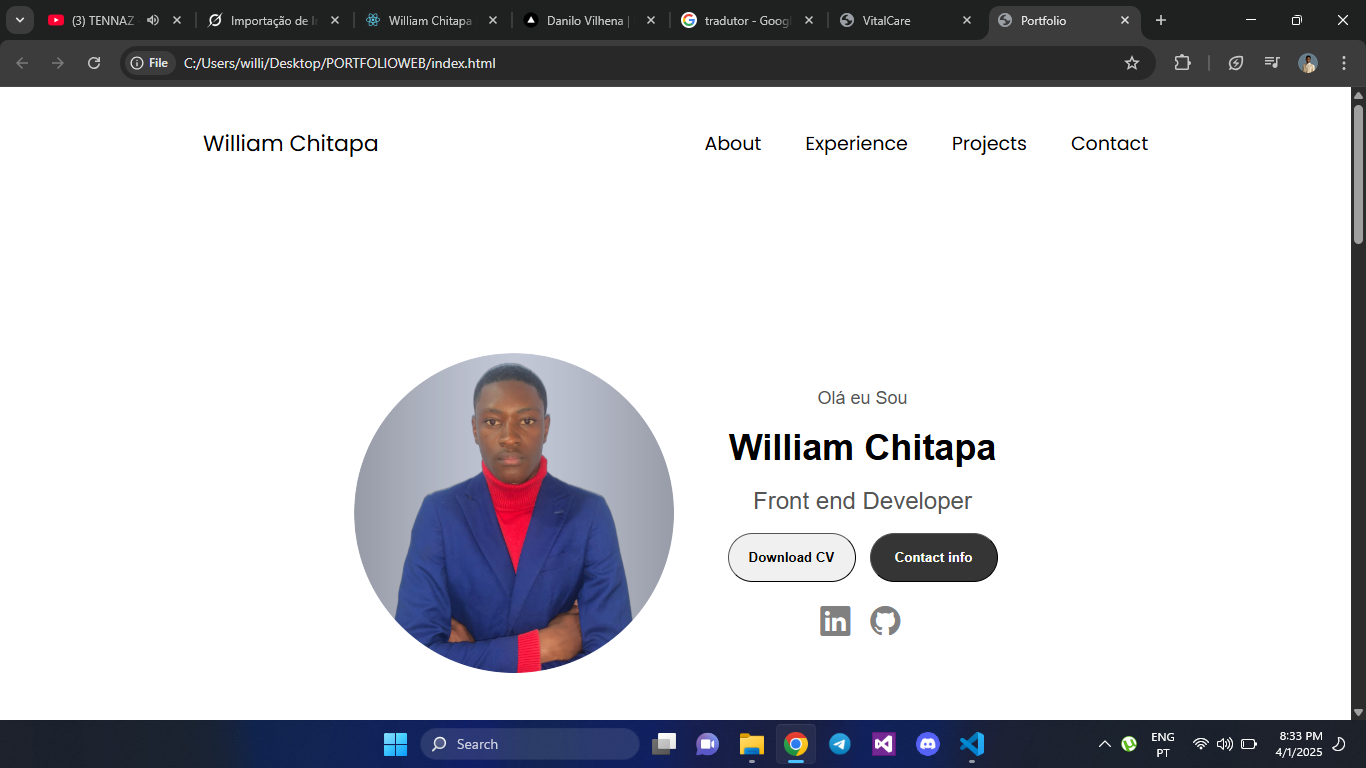 (3) TENNAZ
Importação de I
William Chitapa
Danilo Vilhena |
tradutor - Goog
VitalCare
Portfolio
File C:/Users/willi/Desktop/PORTFOLIOWEB/index.html
William Chitapa About Experience Projects Contact
Olá eu Sou
William Chitapa
Front end Developer
Download CV Contact info
in
Search
ENG
PT
8:33 PM
4/1/2025